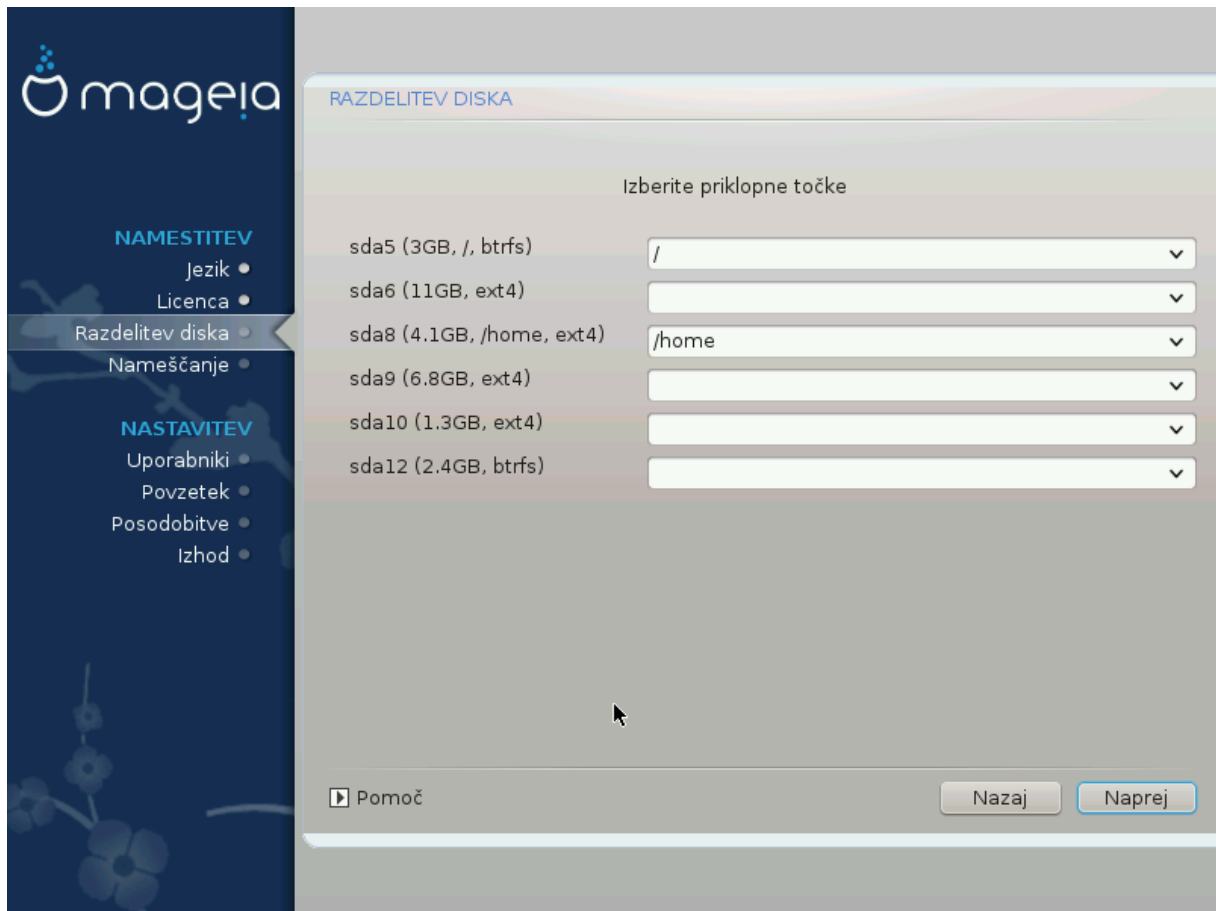 mageia
NAMESTITEV
Jezik
Licenca
Razdelitev diska
Nameščanje
NASTAVITEV
Uporabniki
Povzetek
Posodobitve
Izhod
RAZDELITEV DISKA
Izberite priklopne točke
sda5 (3GB, /, btrfs) /
sda6 (11GB, ext4)
sda8 (4.1GB, /home, ext4) /home
sda9 (6.8GB, ext4)
sda10 (1.3GB, ext4)
sda12 (2.4GB, btrfs)
Pomoč Nazaj Naprej